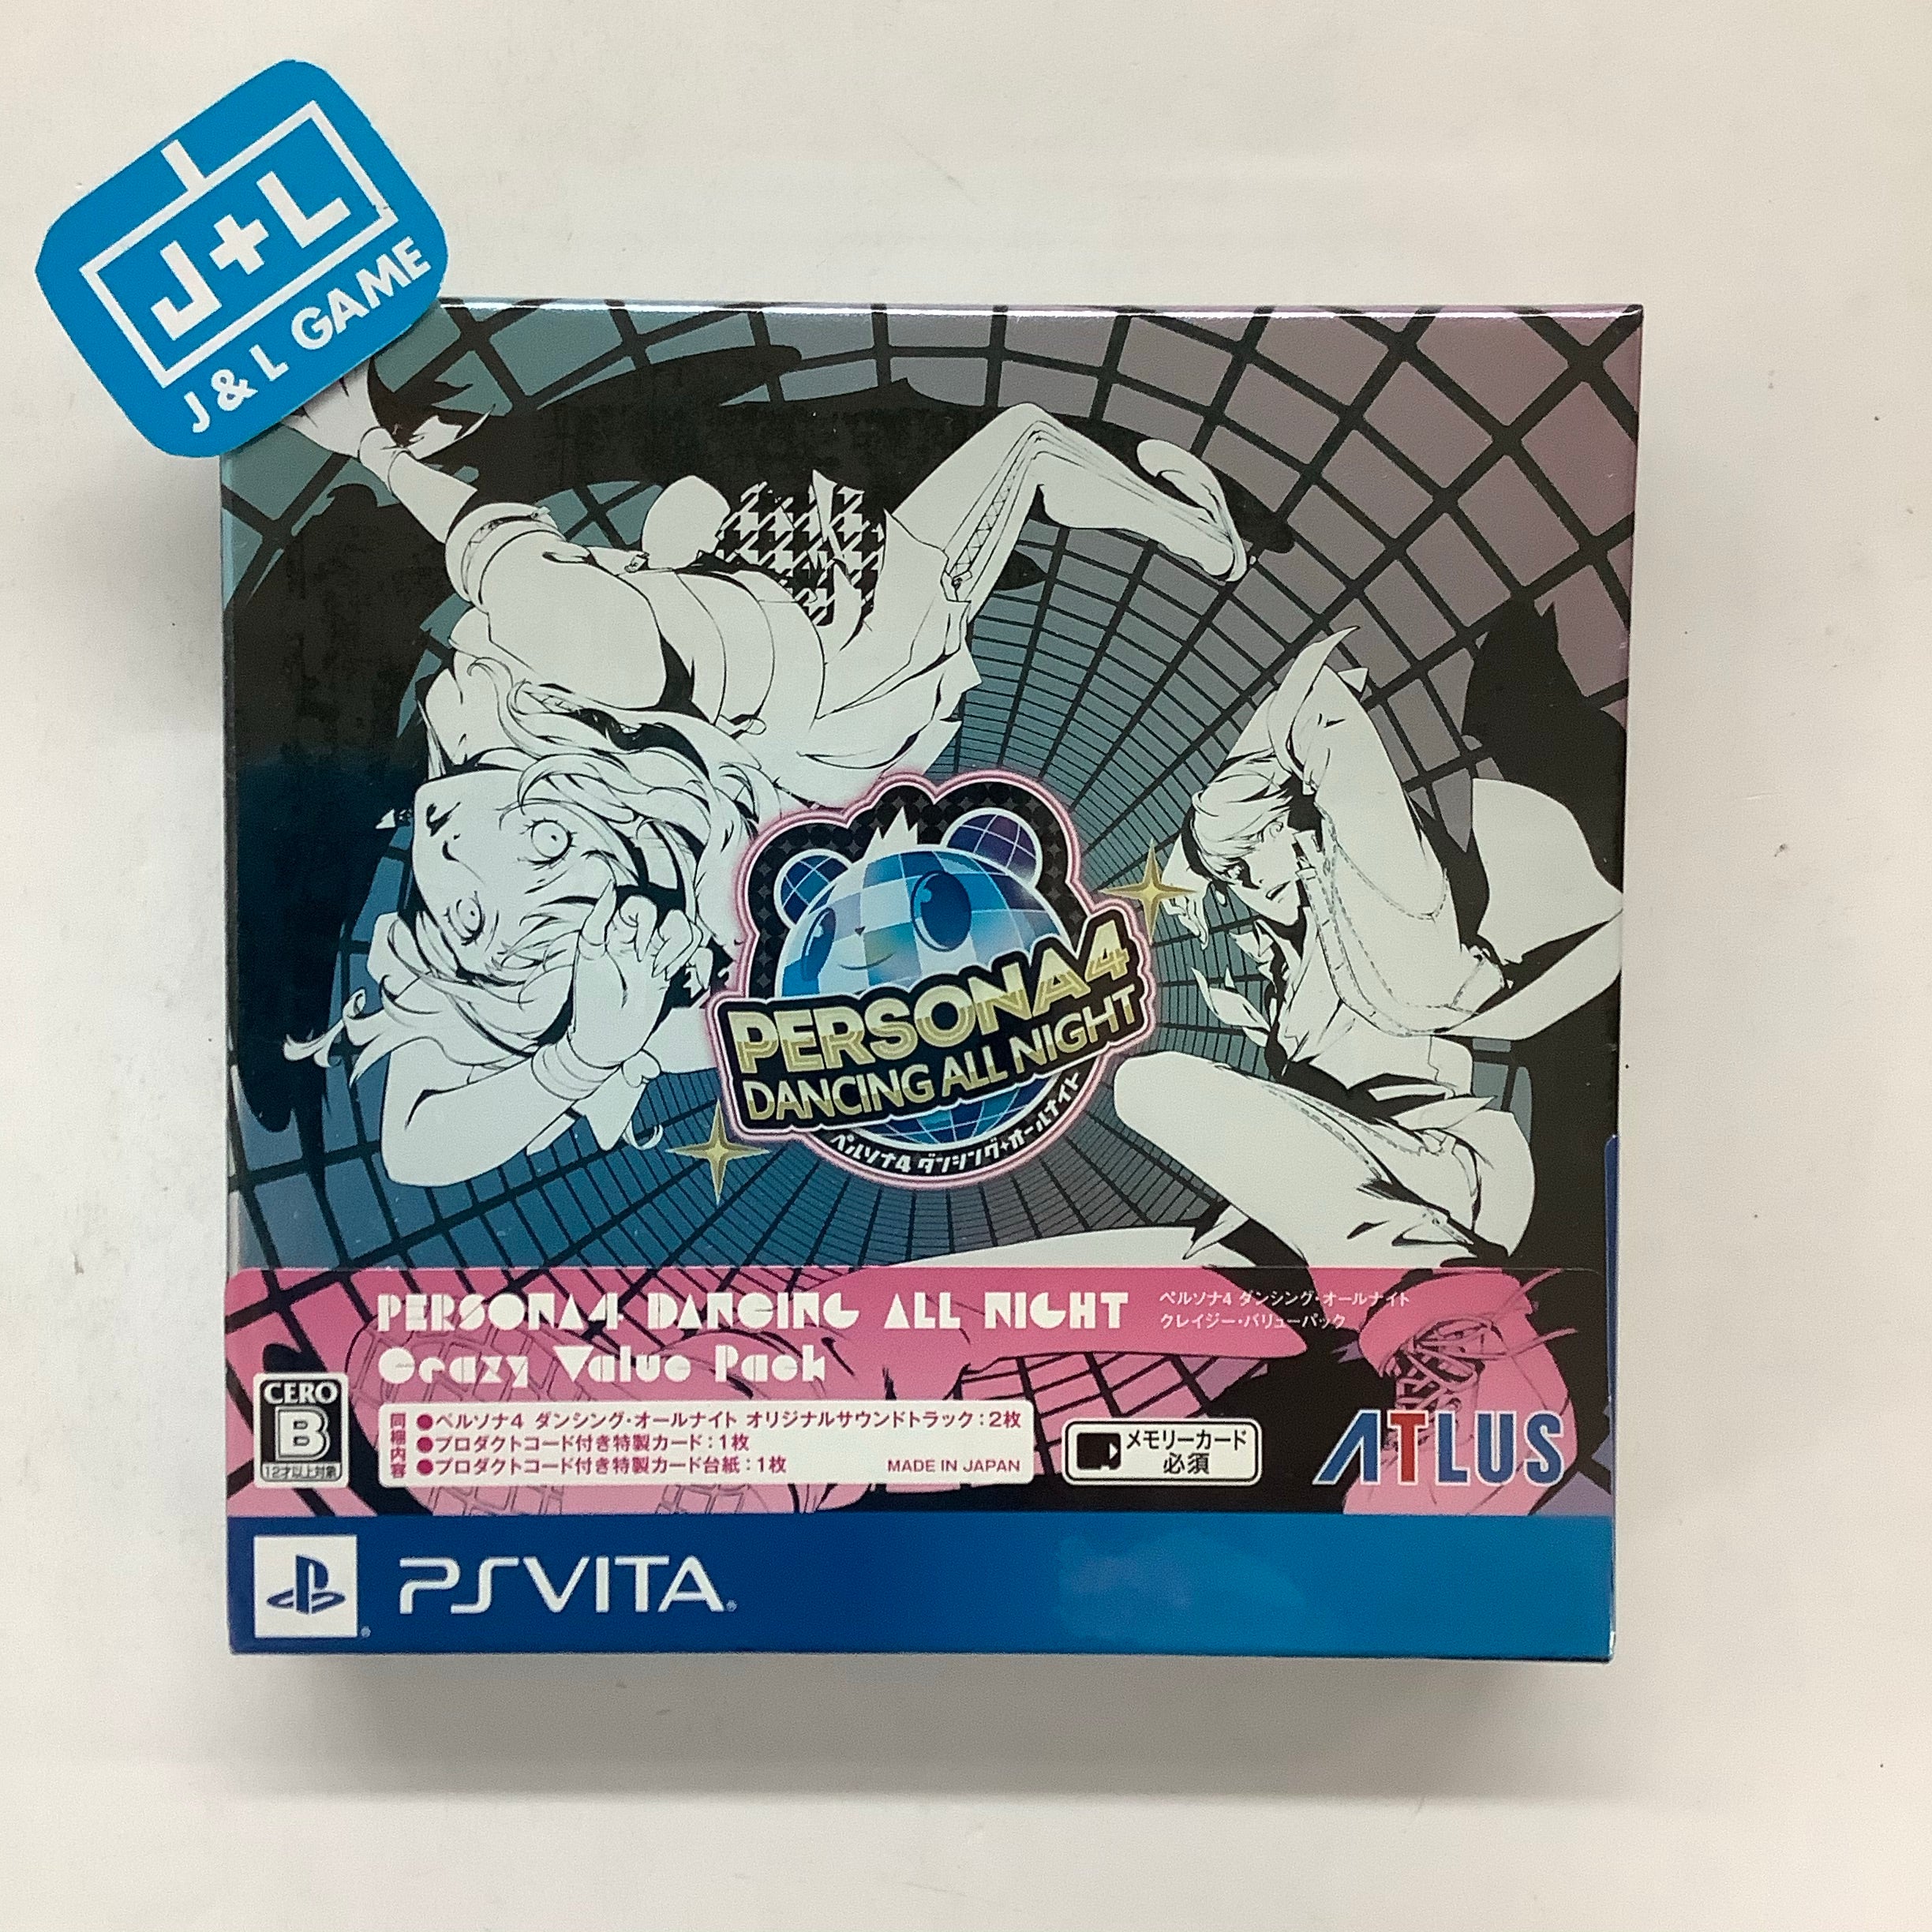 J+L
J & L GAME
PERSONA4
DANCING ALL NIGHT
ペルソナ4 ダンシング・オールナイト
PERSONA4 DANCING ALL NIGHT
ペルソナ4 ダンシング・オールナイト
クレイジー・バリューパック
Crazy Value Pack
CERO
B
12才以上対象
同梱内容
●ペルソナ4 ダンシング・オールナイト オリジナルサウンドトラック：2枚
●プロダクトコード付き特製カード：1枚
●プロダクトコード付き特製カード台紙：1枚
MADE IN JAPAN
メモリーカード
必須
ATLUS
PSVITA®